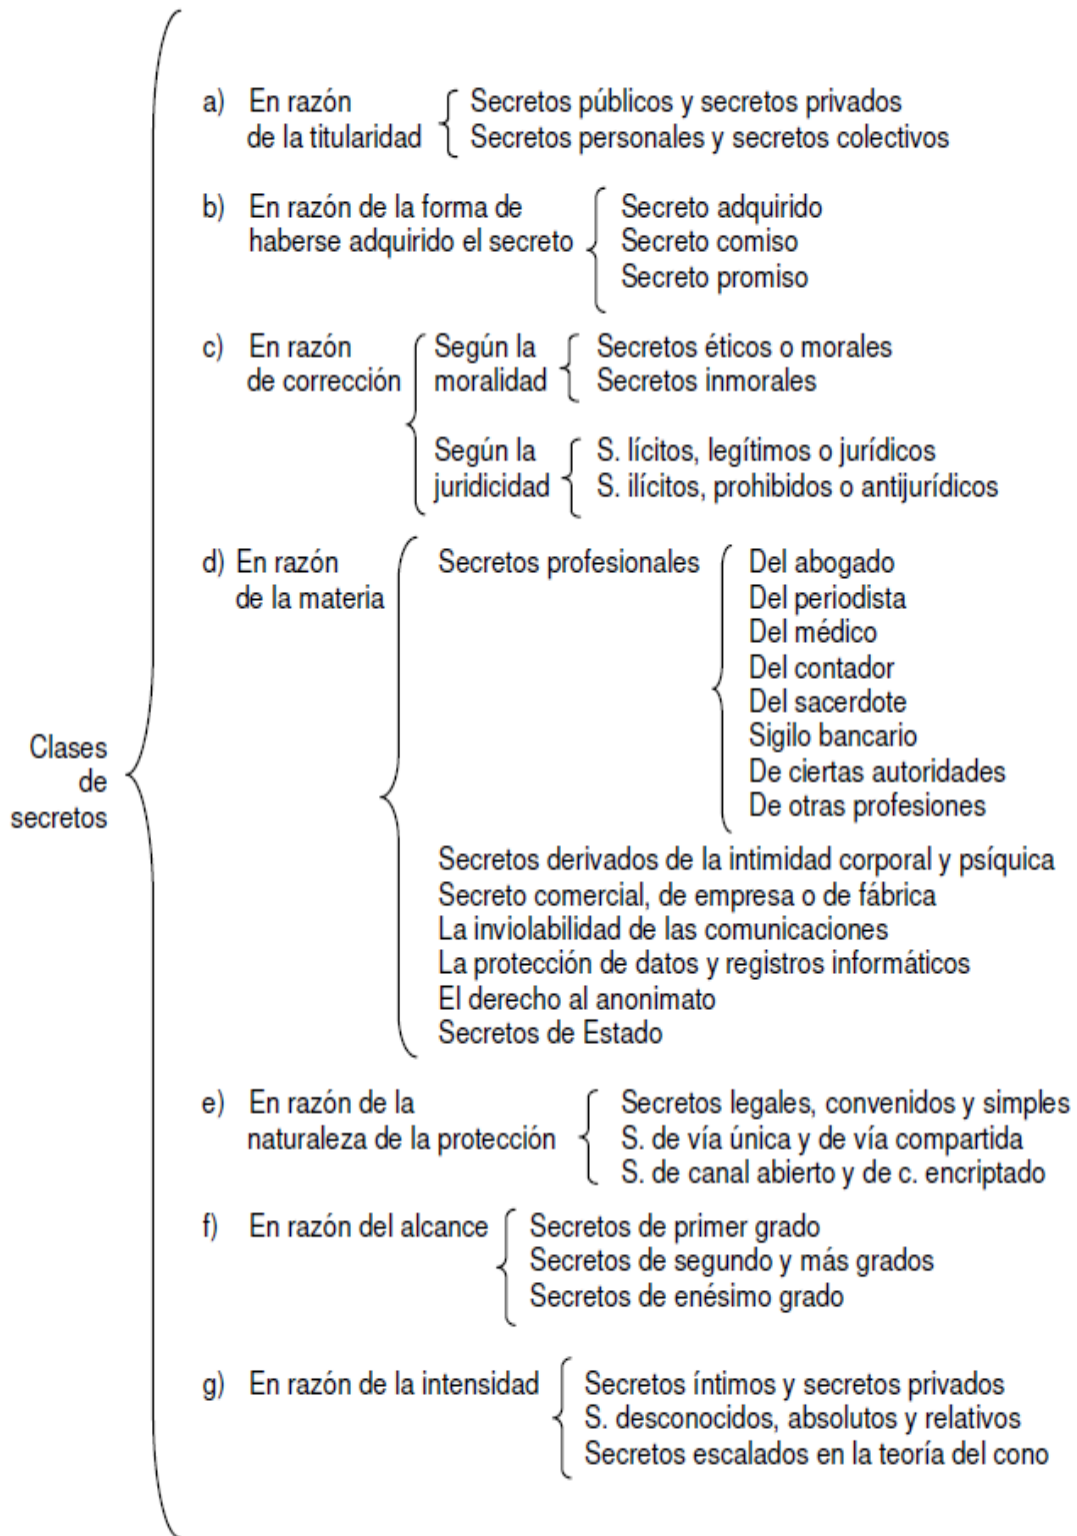 a) En razón
de la titularidad
Secretos públicos y secretos privados
Secretos personales y secretos colectivos
b) En razón de la forma de
haberse adquirido el secreto
Secreto adquirido
Secreto comiso
Secreto promiso
c) En razón
de corrección
Según la
moralidad
Secretos éticos o morales
Secretos inmorales
Según la
juridicidad
S. lícitos, legítimos o jurídicos
S. ilícitos, prohibidos o antijurídicos
d) En razón
de la materia
Secretos profesionales
Del abogado
Del periodista
Del médico
Del contador
Del sacerdote
Sigilo bancario
De ciertas autoridades
De otras profesiones
Clases
de
secretos
Secretos derivados de la intimidad corporal y psíquica
Secreto comercial, de empresa o de fábrica
La inviolabilidad de las comunicaciones
La protección de datos y registros informáticos
El derecho al anonimato
Secretos de Estado
e) En razón de la
naturaleza de la protección
Secretos legales, convenidos y simples
S. de vía única y de vía compartida
S. de canal abierto y de c. encriptado
f) En razón del alcance
Secretos de primer grado
Secretos de segundo y más grados
Secretos de enésimo grado
g) En razón de la intensidad
Secretos íntimos y secretos privados
S. desconocidos, absolutos y relativos
Secretos escalados en la teoría del cono